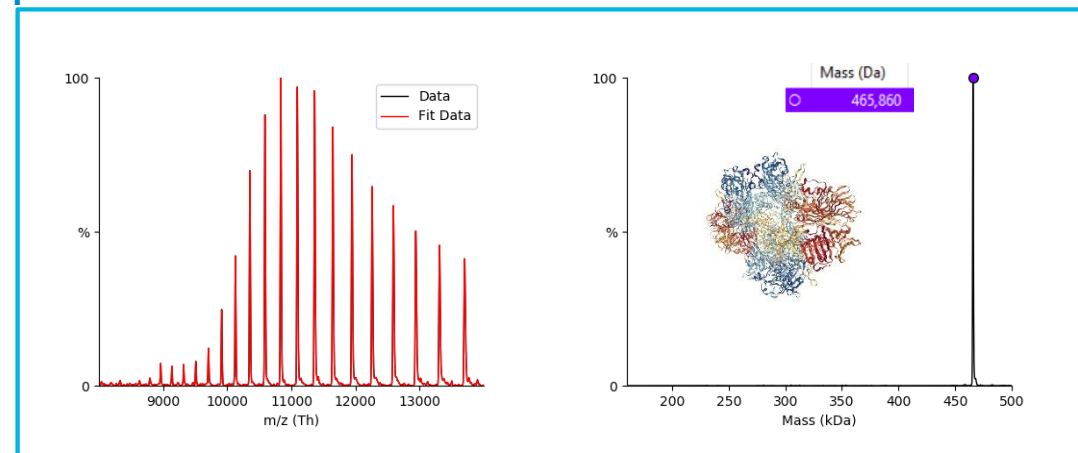 100
%
0
Data
Fit Data
9000 10000 11000 12000 13000
m/z (Th)
Mass (Da)
465,860
100
%
0
200 250 300 350 400 450 500
Mass (kDa)